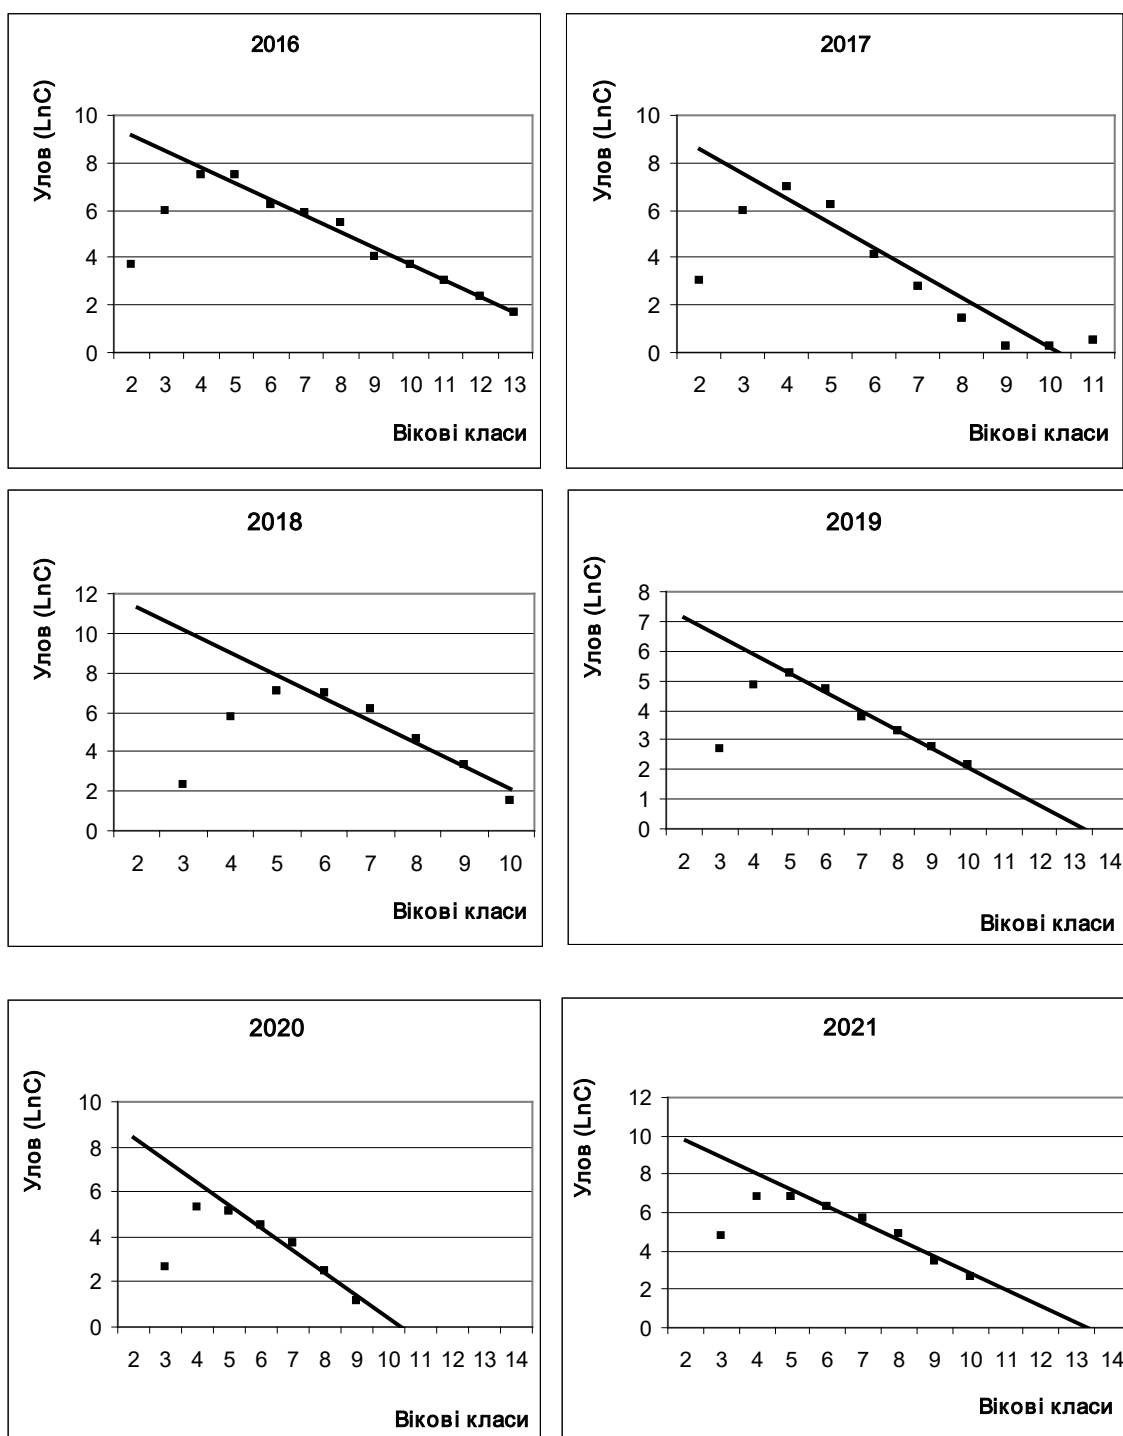 2016
Улов (LnC)
10
8
6
4
2
0
2 3 4 5 6 7 8 9 10 11 12 13
Вікові класи
2017
Улов (LnC)
10
8
6
4
2
0
2 3 4 5 6 7 8 9 10 11
Вікові класи
2018
Улов (LnC)
12
10
8
6
4
2
0
2 3 4 5 6 7 8 9 10
Вікові класи
2019
Улов (LnC)
8
7
6
5
4
3
2
1
0
2 3 4 5 6 7 8 9 10 11 12 13 14
Вікові класи
2020
Улов (LnC)
10
8
6
4
2
0
2 3 4 5 6 7 8 9 10 11 12 13 14
Вікові класи
2021
Улов (LnC)
12
10
8
6
4
2
0
2 3 4 5 6 7 8 9 10 11 12 13 14
Вікові класи